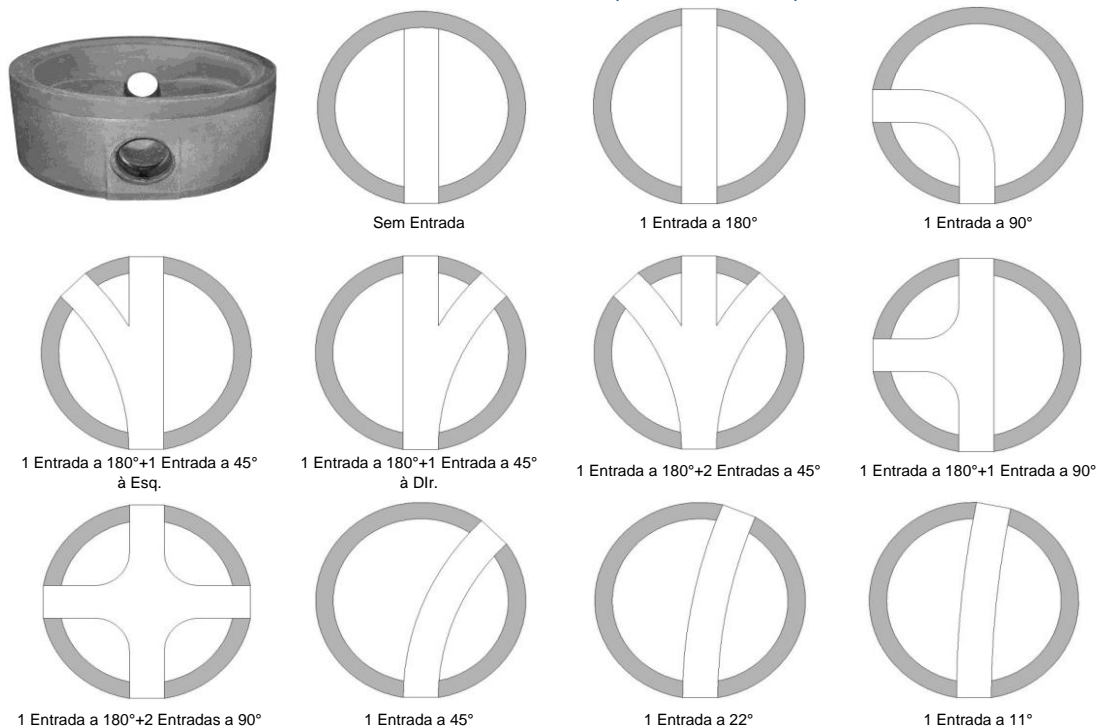 Sem Entrada
1 Entrada a 180°
1 Entrada a 90°
1 Entrada a 180°+1 Entrada a 45°
à Esq.
1 Entrada a 180°+1 Entrada a 45°
à DIr.
1 Entrada a 180°+2 Entradas a 45°
1 Entrada a 180°+1 Entrada a 90°
1 Entrada a 180°+2 Entradas a 90°
1 Entrada a 45°
1 Entrada a 22°
1 Entrada a 11°